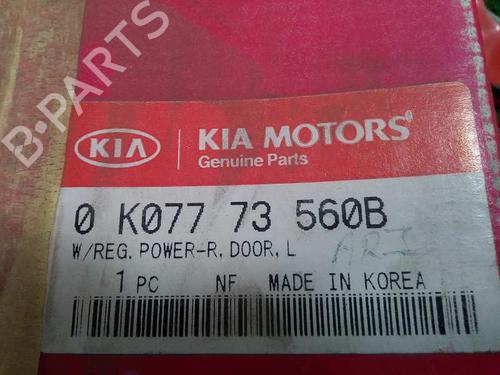 B-PARTS
KIA
KIA MOTORS
Genuine Parts
0 K077 73 560B
W/REG. POWER-R, DOOR, L
1 PC NF MADE IN KOREA